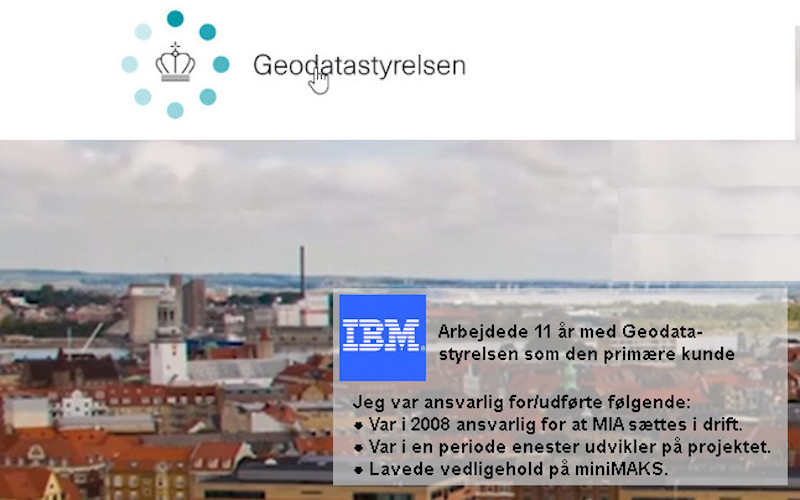 Geodatastyrelsen
IBM®
Arbejdede 11 år med Geodata-
styrelsen som den primære kunde
Jeg var ansvarlig for/udførte følgende:
• Var i 2008 ansvarlig for at MIA sættes i drift.
• Var i en periode enester udvikler på projektet.
• Lavede vedligehold på miniMAKS.